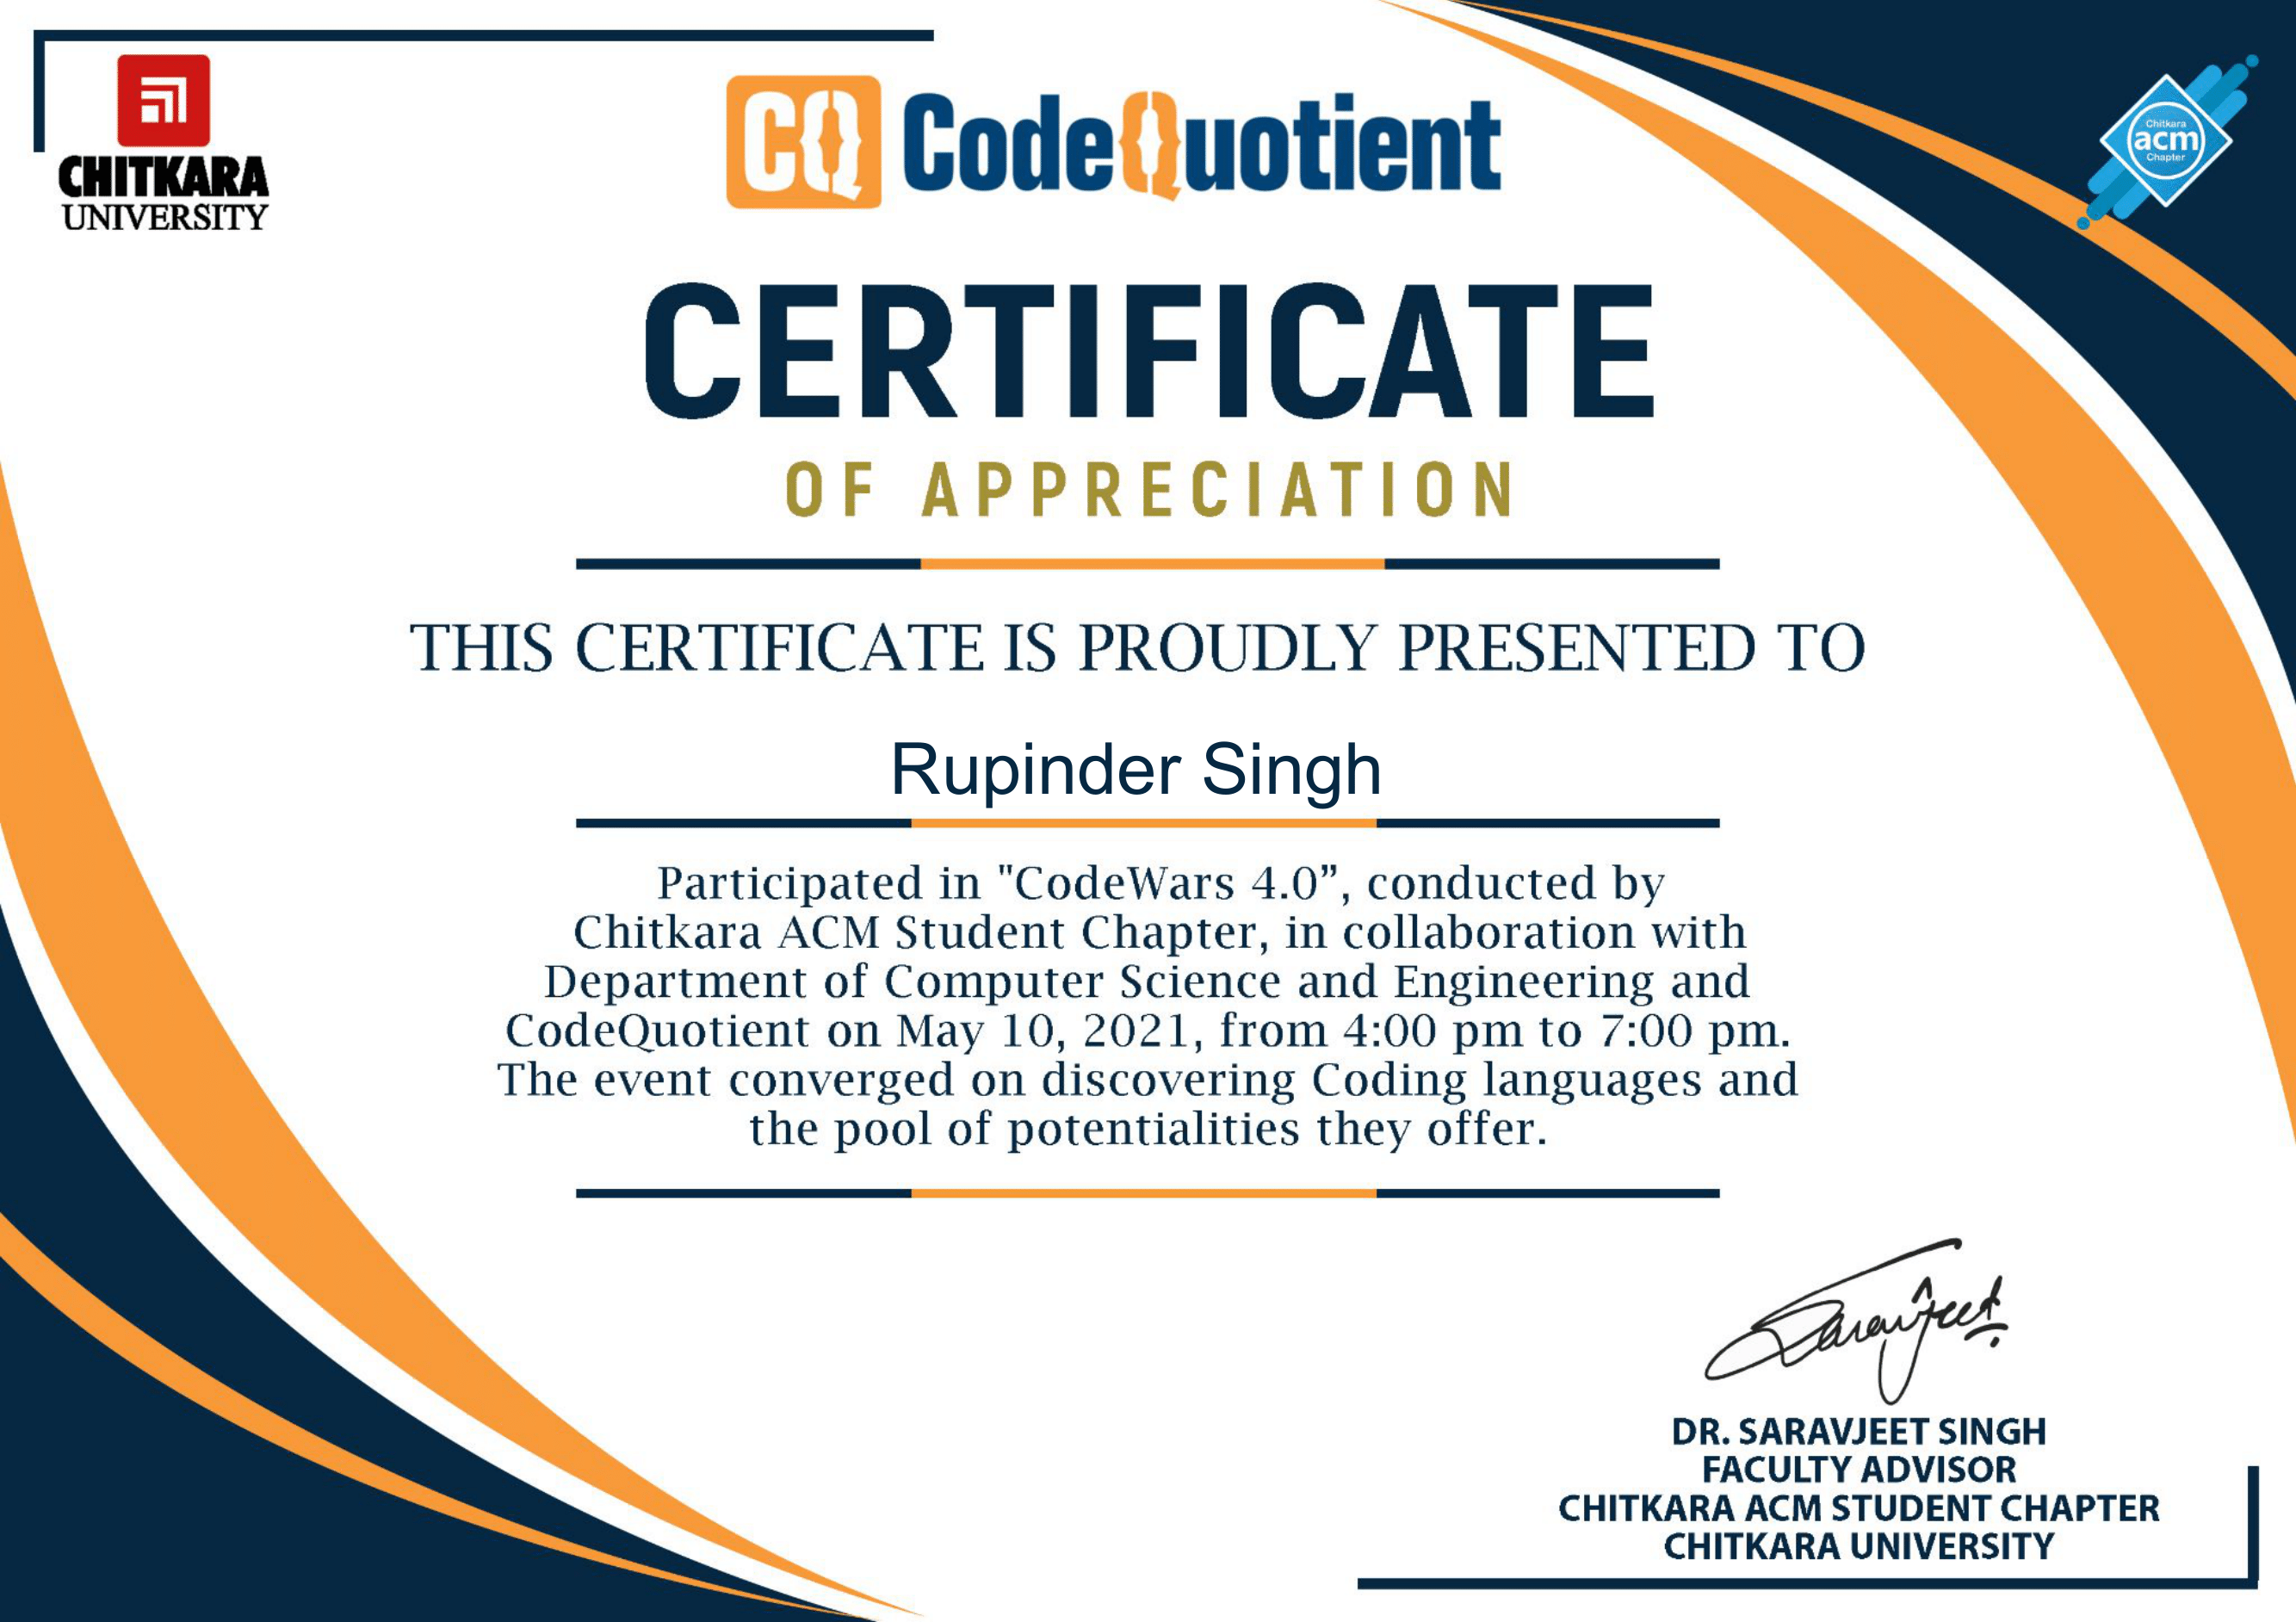 CHITKARA
UNIVERSITY
CQ CodeQuotient
Chitkara
acm
Chapter
CERTIFICATE
OF APPRECIATION
THIS CERTIFICATE IS PROUDLY PRESENTED TO
Rupinder Singh
Participated in "CodeWars 4.0”, conducted by
Chitkara ACM Student Chapter, in collaboration with
Department of Computer Science and Engineering and
CodeQuotient on May 10, 2021, from 4:00 pm to 7:00 pm.
The event converged on discovering Coding languages and
the pool of potentialities they offer.
Saravjeet
DR. SARAVJEET SINGH
FACULTY ADVISOR
CHITKARA ACM STUDENT CHAPTER
CHITKARA UNIVERSITY